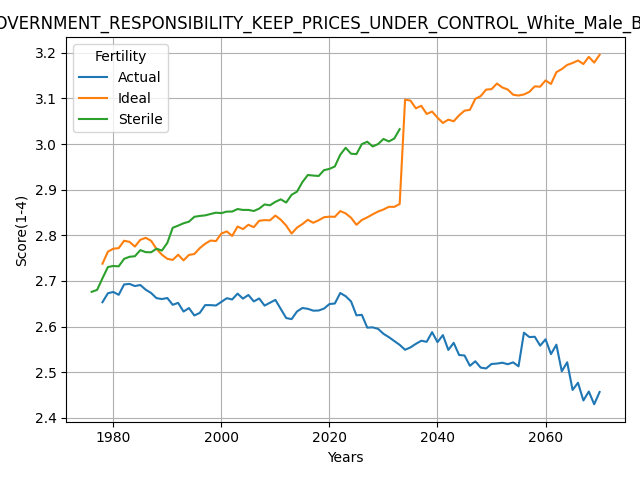 OVERNMENT_RESPONSIBILITY_KEEP_PRICES_UNDER_CONTROL_White_Male_B
3.2
3.1
3.0
2.9
2.8
2.7
2.6
2.5
2.4
Score(1-4)
Fertility
Actual
Ideal
Sterile
1980 2000 2020 2040 2060
Years